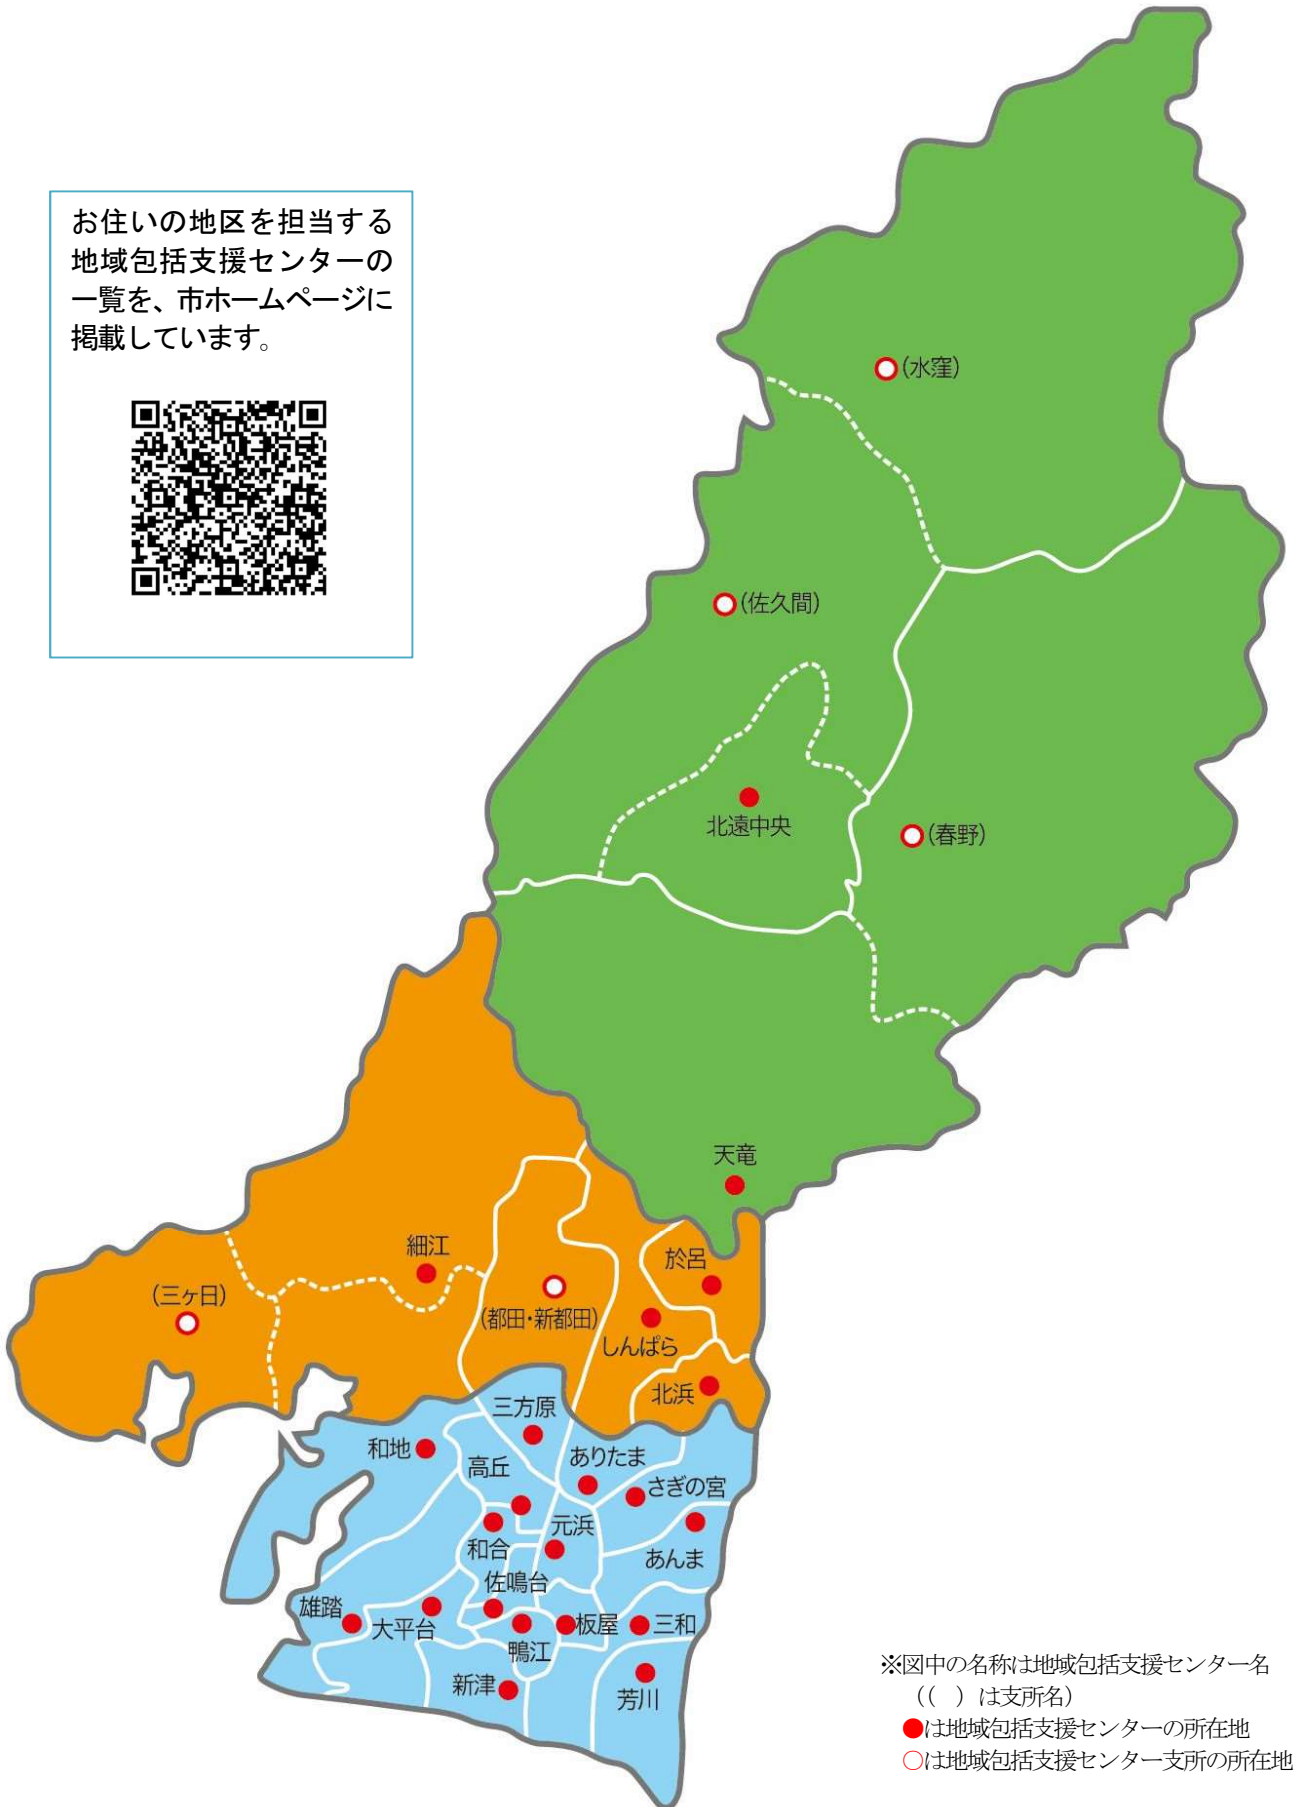 お住いの地区を担当する
地域包括支援センターの
一覧を、市ホームページに
掲載しています。
(水窪)
(佐久間)
北遠中央
(春野)
天竜
細江
於呂
(三ヶ日)
(都田・新都田)
しんぱら
北浜
三方原
和地
ありたま
高丘
さぎの宮
元浜
和合
あんま
佐鳴台
雄踏
大平台
板屋
三和
鴨江
新津
芳川
※図中の名称は地域包括支援センター名
（(　）は支所名）
●は地域包括支援センターの所在地
○は地域包括支援センター支所の所在地